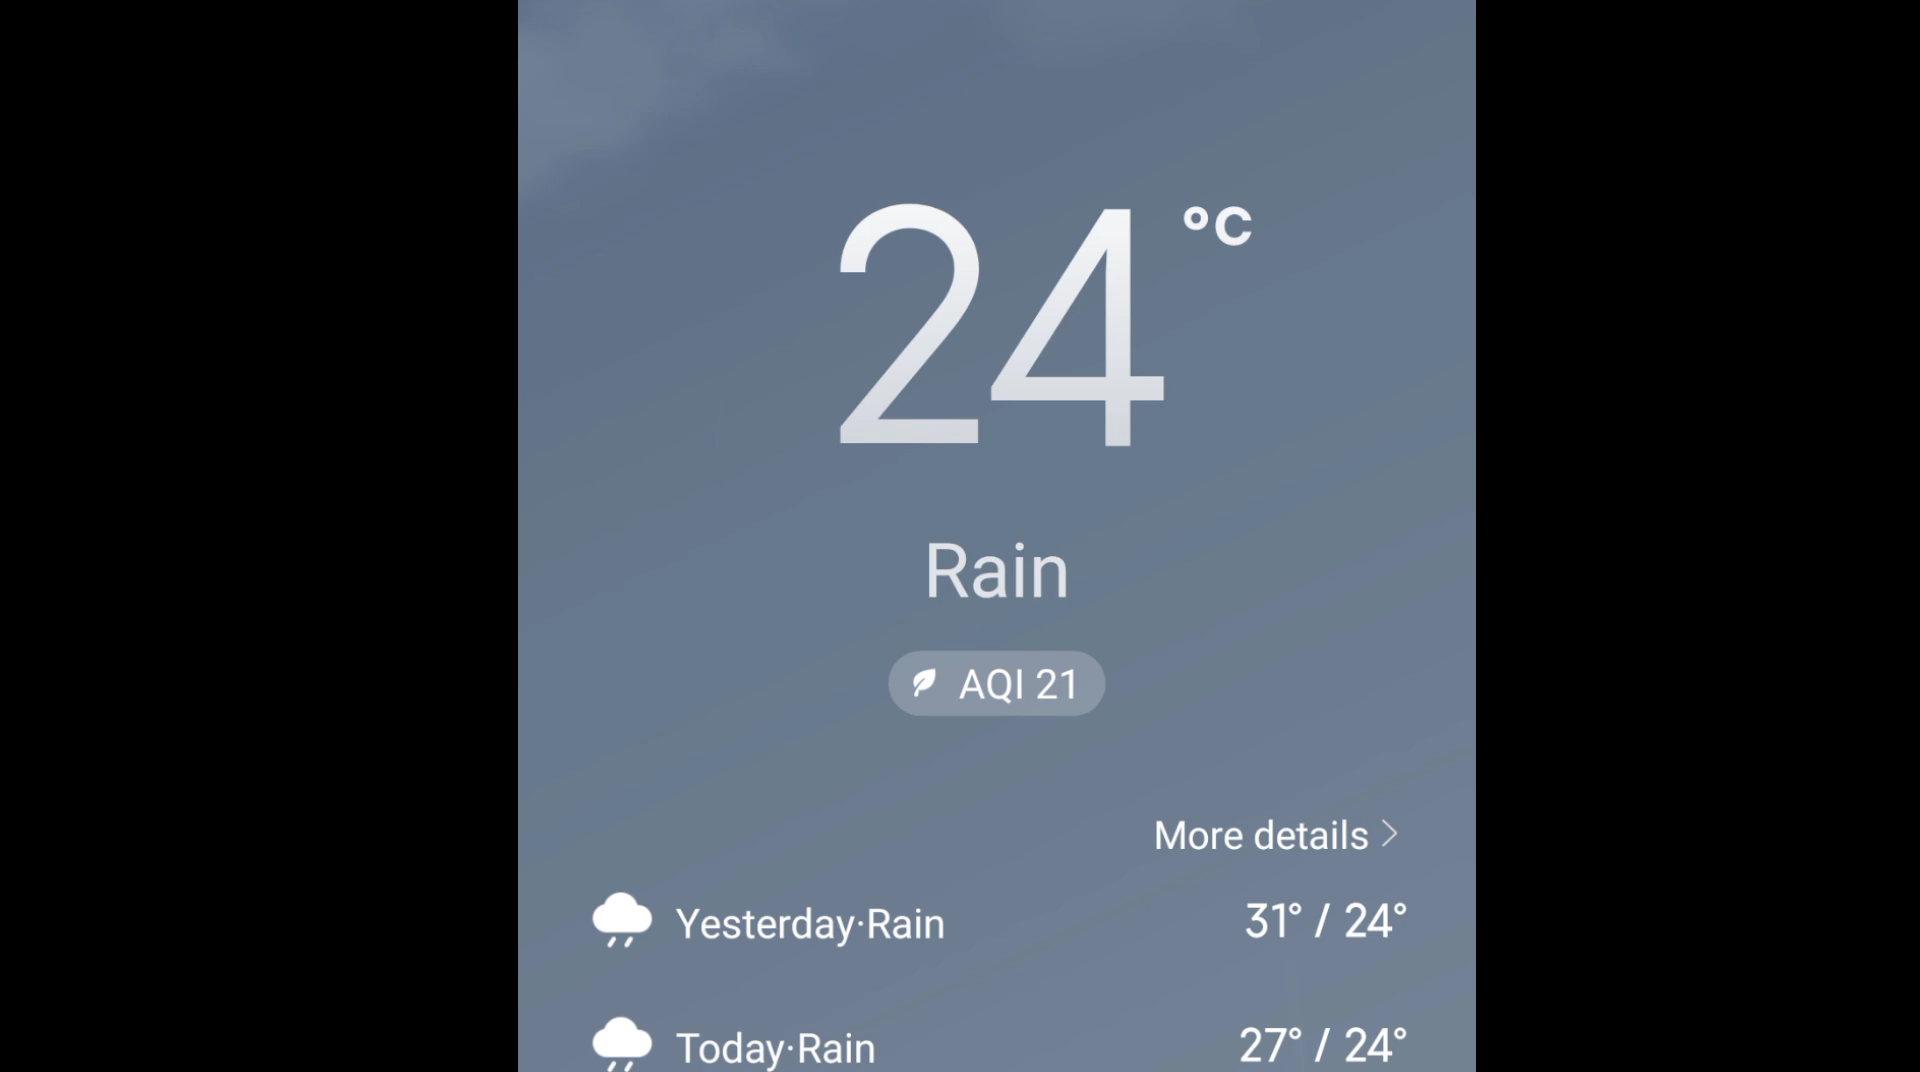 24 °C
Rain
AQI 21
More details
Yesterday·Rain 31° / 24°
Today·Rain 27° / 24°